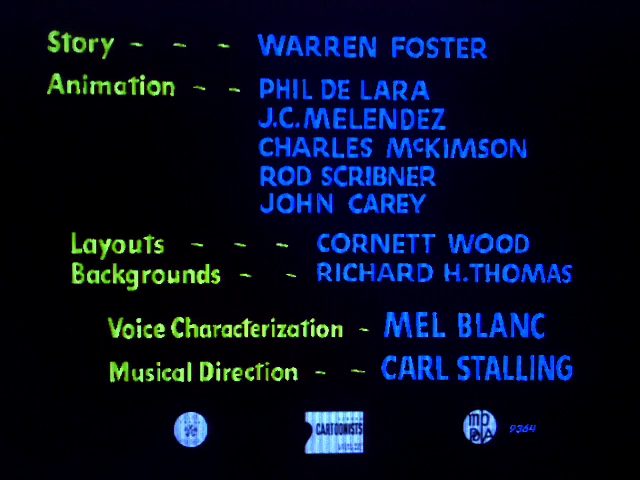 Story - - - WARREN FOSTER
Animation - - PHIL DE LARA
J.C. MELENDEZ
CHARLES McKIMSON
ROD SCRIBNER
JOHN CAREY
Layouts - - - CORNETT WOOD
Backgrounds - - RICHARD H. THOMAS
Voice Characterization - MEL BLANC
Musical Direction - - CARL STALLING
CARTOONISTS
9364